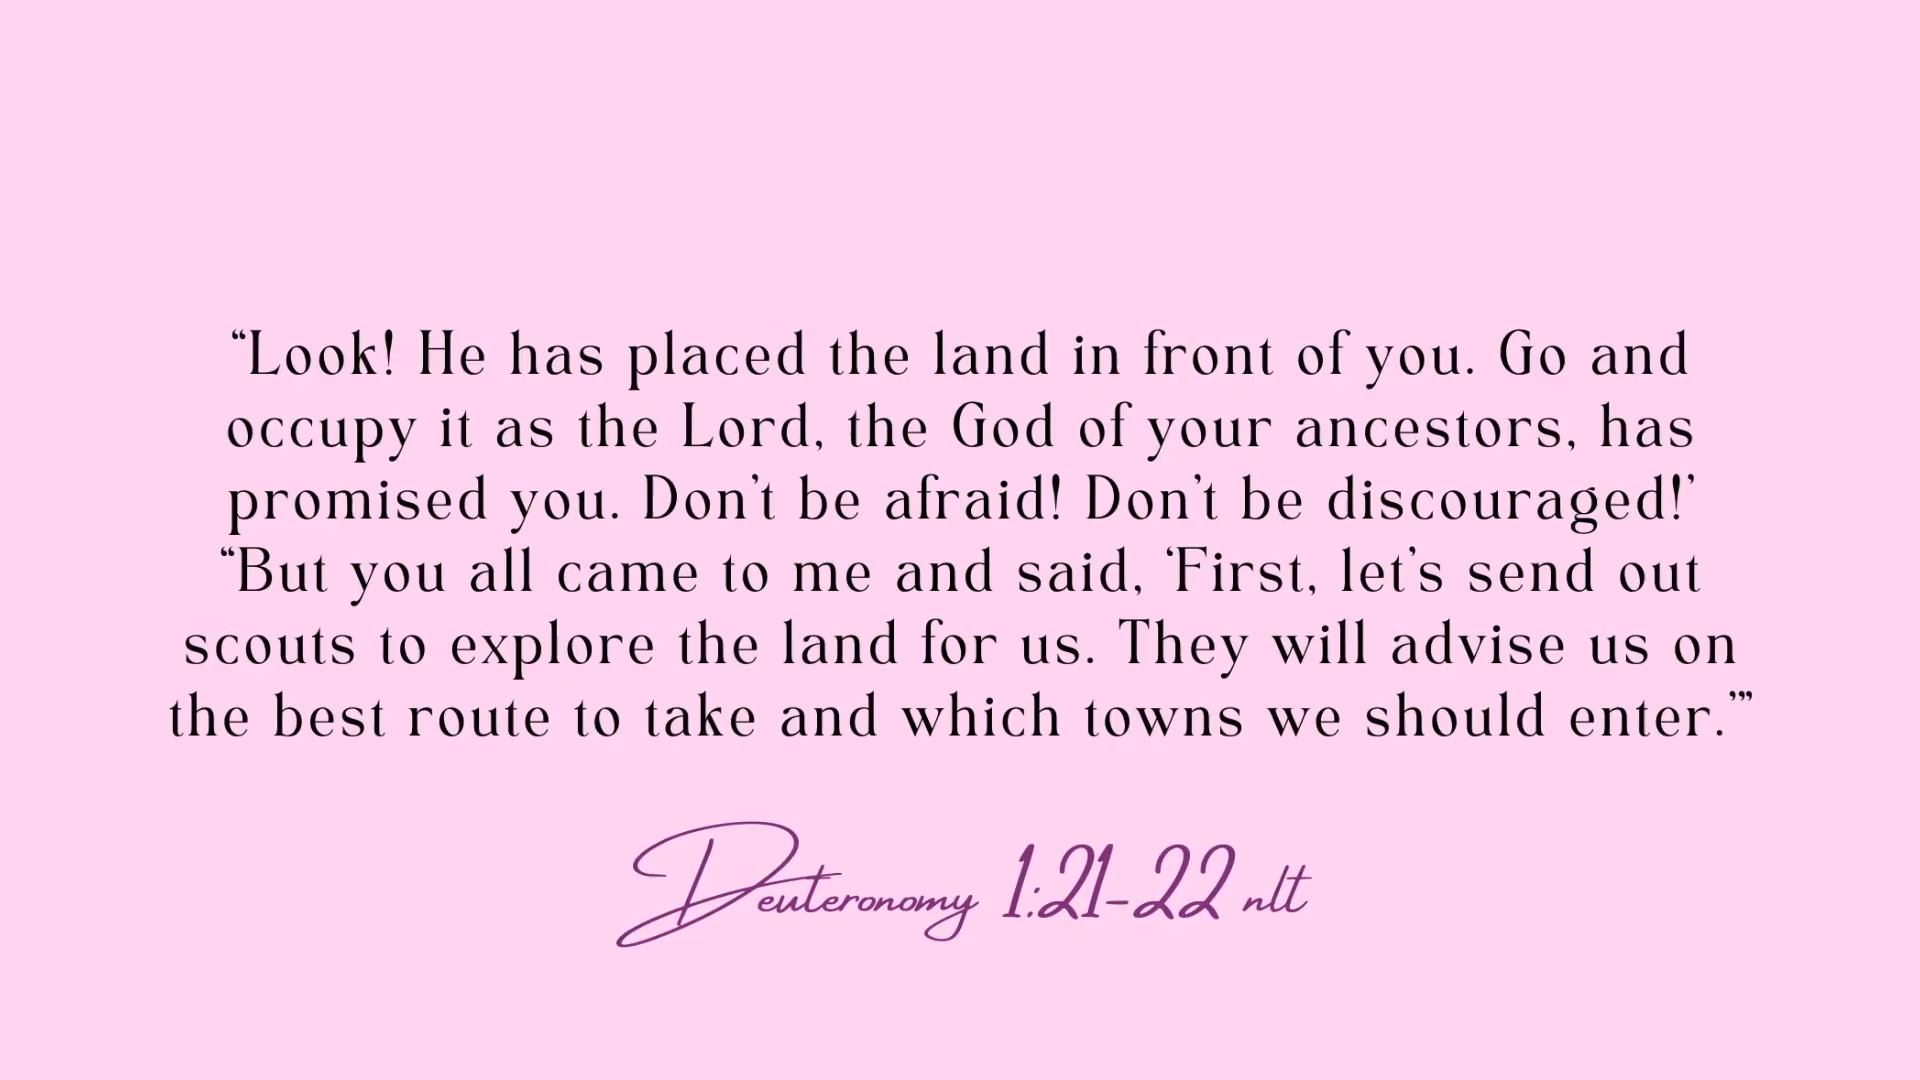 “Look! He has placed the land in front of you. Go and
occupy it as the Lord, the God of your ancestors, has
promised you. Don’t be afraid! Don’t be discouraged!’
“But you all came to me and said, ‘First, let’s send out
scouts to explore the land for us. They will advise us on
the best route to take and which towns we should enter.’”
Deuteronomy 1:21-22 nlt